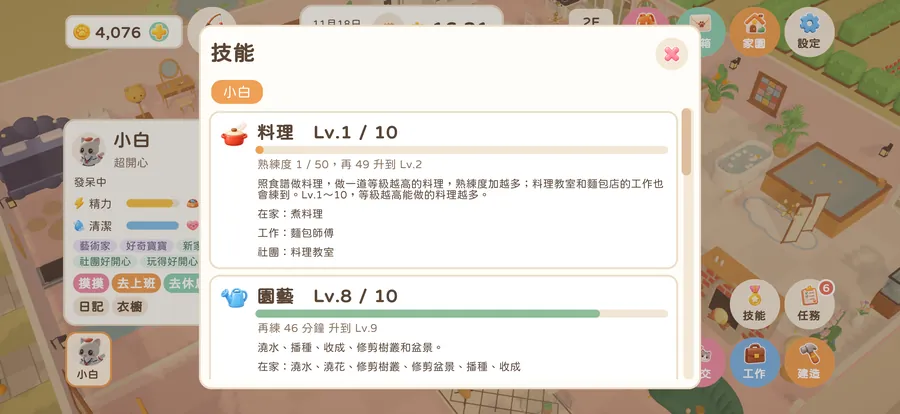 4,076
11月18日
2F
箱
家園
設定
技能
小白
料理 Lv.1 / 10
熟練度 1 / 50，再 49 升到 Lv.2
照食譜做料理，做一道等級越高的料理，熟練度加越多；料理教室和麵包店的工作也
會練到。Lv.1～10，等級越高能做的料理越多。
在家：煮料理
工作：麵包師傅
社團：料理教室
園藝 Lv.8 / 10
再練 46 分鐘 升到 Lv.9
澆水、播種、收成、修剪樹叢和盆景。
在家：澆水、澆花、修剪樹叢、修剪盆景、播種、收成
小白
超開心
發呆中
精力
清潔
藝術家 好奇寶寶 新
社團好開心 玩得好開心
摸摸 去上班 去休
日記 衣櫥
小白
技能
任務
6
交
工作
建造